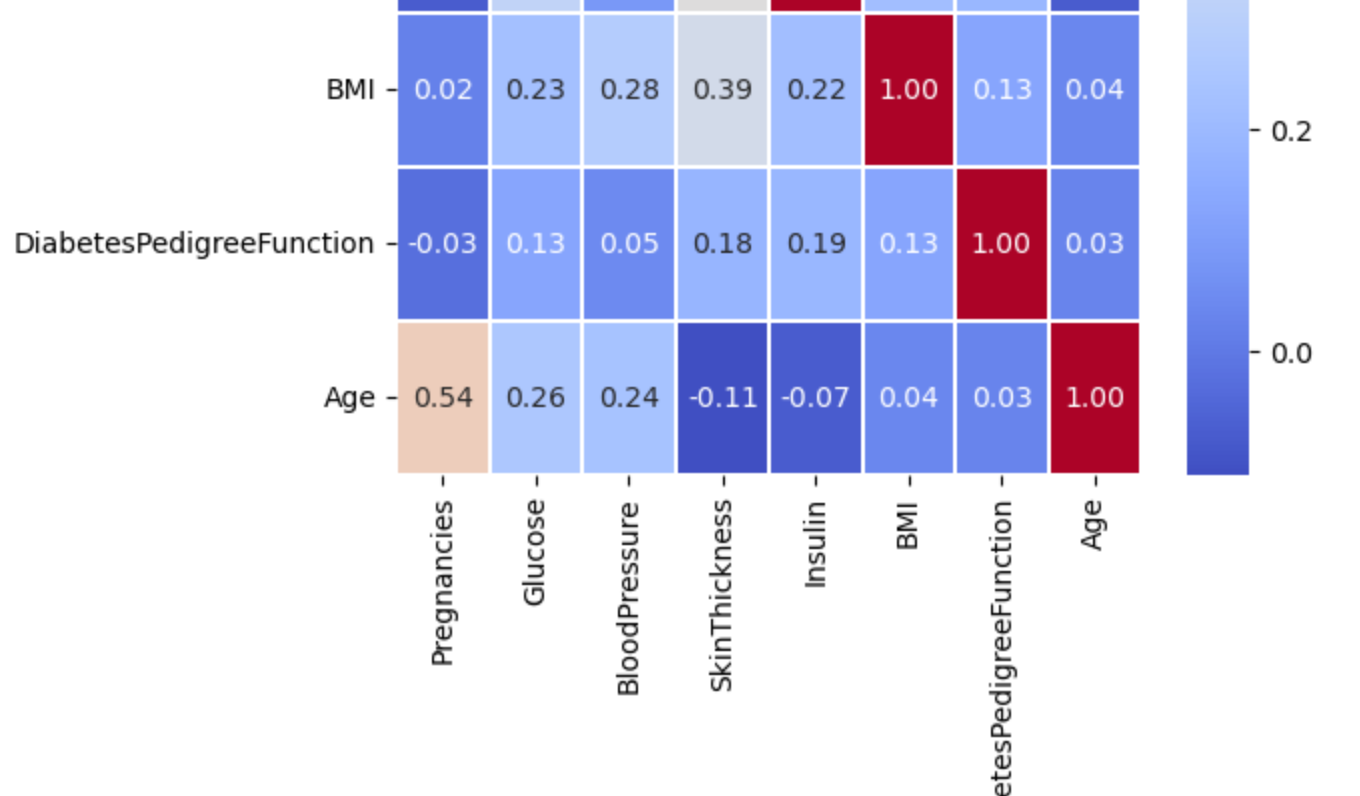 BMI 0.02 0.23 0.28 0.39 0.22 1.00 0.13 0.04
0.2
DiabetesPedigreeFunction -0.03 0.13 0.05 0.18 0.19 0.13 1.00 0.03
0.0
Age 0.54 0.26 0.24 -0.11 -0.07 0.04 0.03 1.00
Pregnancies
Glucose
BloodPressure
SkinThickness
Insulin
BMI
etesPedigreeFunction
Age